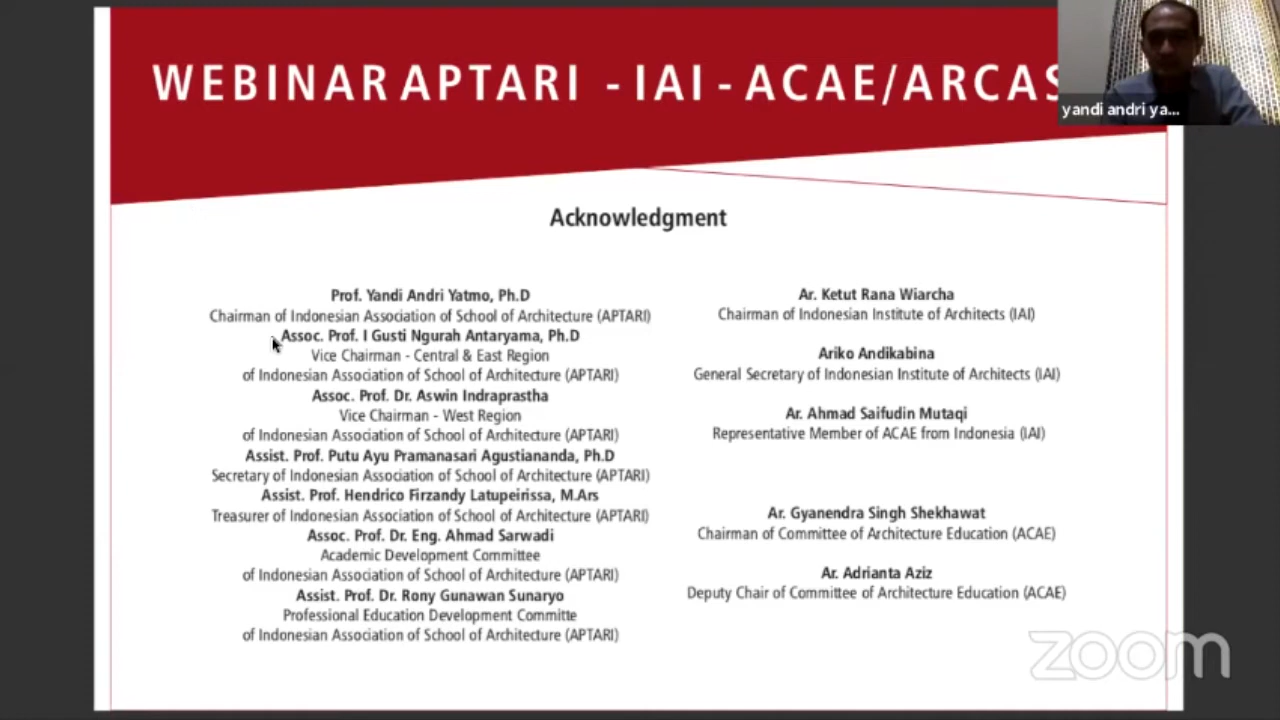 WEBINAR APTARI - IAI - ACAE/ARCAS
yandi andri ya...
Acknowledgment
Prof. Yandi Andri Yatmo, Ph.D
Chairman of Indonesian Association of School of Architecture (APTARI)
Assoc. Prof. I Gusti Ngurah Antaryama, Ph.D
Vice Chairman - Central & East Region
of Indonesian Association of School of Architecture (APTARI)
Assoc. Prof. Dr. Aswin Indraprastha
Vice Chairman - West Region
of Indonesian Association of School of Architecture (APTARI)
Assist. Prof. Putu Ayu Pramanasari Agustiananda, Ph.D
Secretary of Indonesian Association of School of Architecture (APTARI)
Assist. Prof. Hendrico Firzandy Latupeirissa, M.Ars
Treasurer of Indonesian Association of School of Architecture (APTARI)
Assoc. Prof. Dr. Eng. Ahmad Sarwadi
Academic Development Committee
of Indonesian Association of School of Architecture (APTARI)
Assist. Prof. Dr. Rony Gunawan Sunaryo
Professional Education Development Committe
of Indonesian Association of School of Architecture (APTARI)
Ar. Ketut Rana Wiarcha
Chairman of Indonesian Institute of Architects (IAI)
Ariko Andikabina
General Secretary of Indonesian Institute of Architects (IAI)
Ar. Ahmad Saifudin Mutaqi
Representative Member of ACAE from Indonesia (IAI)
Ar. Gyanendra Singh Shekhawat
Chairman of Committee of Architecture Education (ACAE)
Ar. Adrianta Aziz
Deputy Chair of Committee of Architecture Education (ACAE)
zoom